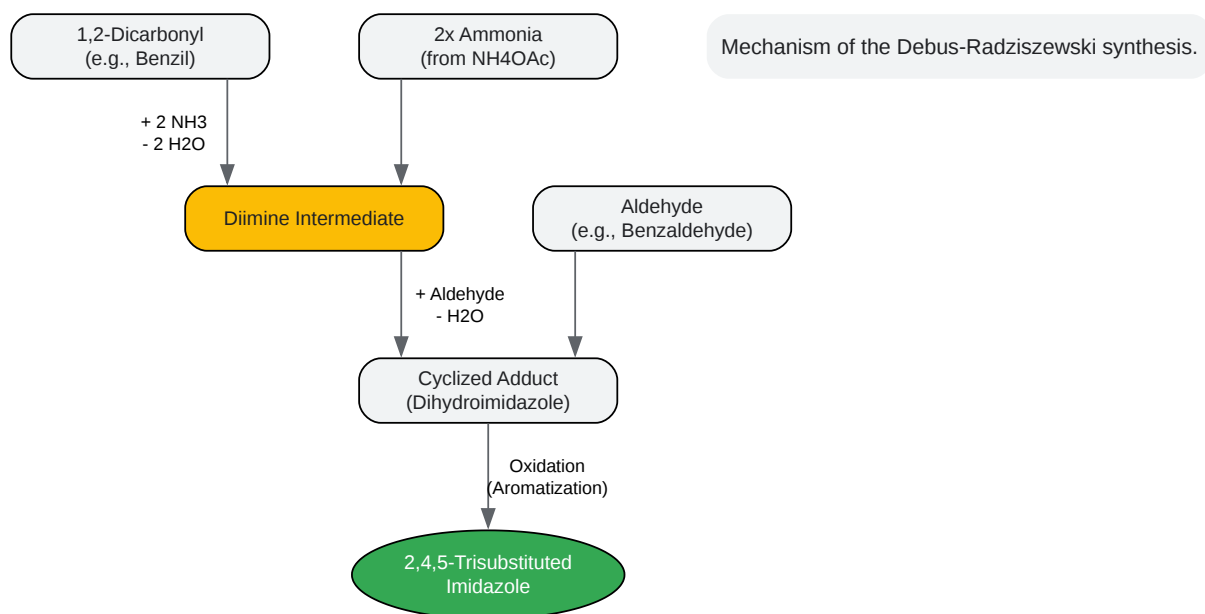 1,2-Dicarbonyl
(e.g., Benzil)
2x Ammonia
(from NH4OAc)
Mechanism of the Debus-Radziszewski synthesis.
+ 2 NH3
- 2 H2O
Diimine Intermediate
Aldehyde
(e.g., Benzaldehyde)
+ Aldehyde
- H2O
Cyclized Adduct
(Dihydroimidazole)
Oxidation
(Aromatization)
2,4,5-Trisubstituted
Imidazole